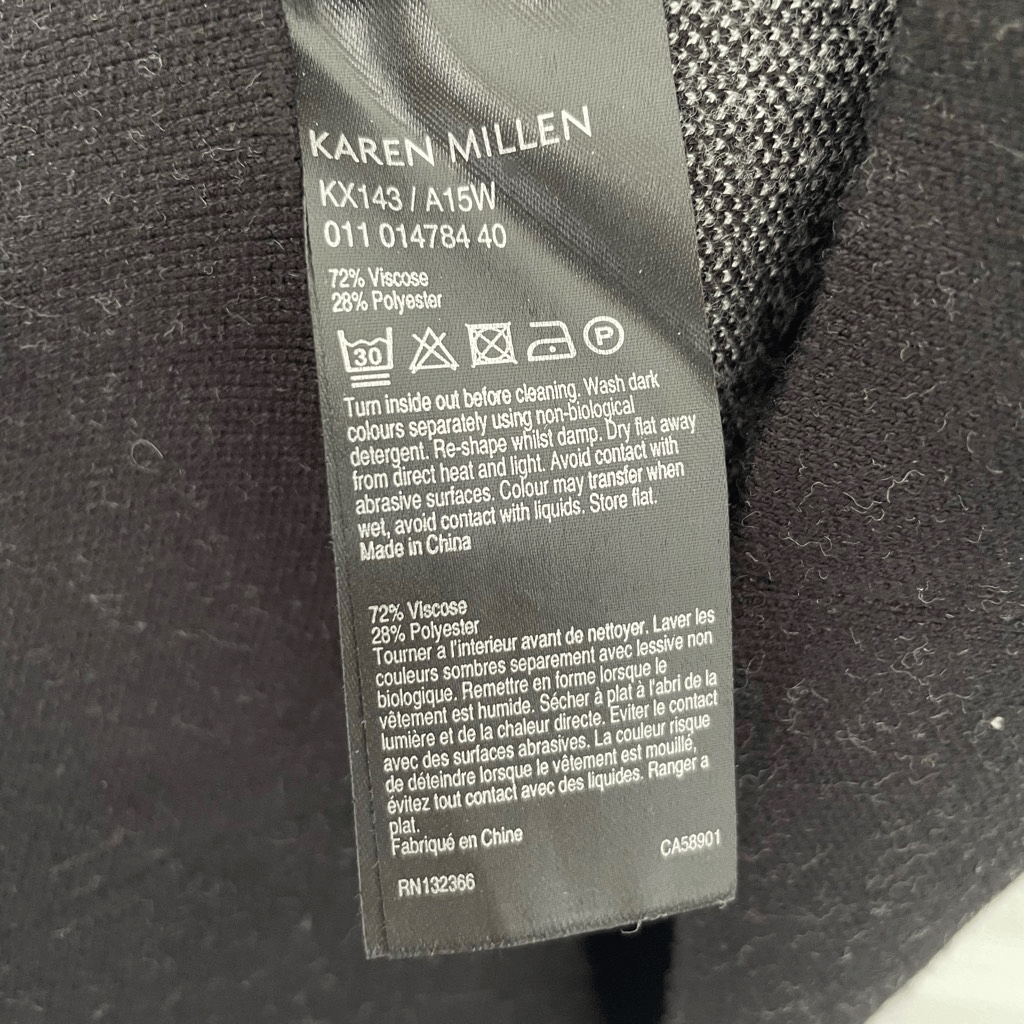 KAREN MILLEN
KX143 / A15W
011 014784 40
72% Viscose
28% Polyester
30
P
Turn inside out before cleaning. Wash dark
colours separately using non-biological
detergent. Re-shape whilst damp. Dry flat away
from direct heat and light. Avoid contact with
abrasive surfaces. Colour may transfer when
wet, avoid contact with liquids. Store flat.
Made in China
72% Viscose
28% Polyester
Tourner a l'interieur avant de nettoyer. Laver les
couleurs sombres separement avec lessive non
biologique. Remettre en forme lorsque le
vêtement est humide. Sécher à plat à l'abri de la
lumière et de la chaleur directe. Eviter le contact
avec des surfaces abrasives. La couleur risque
de déteindre lorsque le vêtement est mouillé,
évitez tout contact avec des liquides. Ranger a
plat.
Fabriqué en Chine
CA58901
RN132366